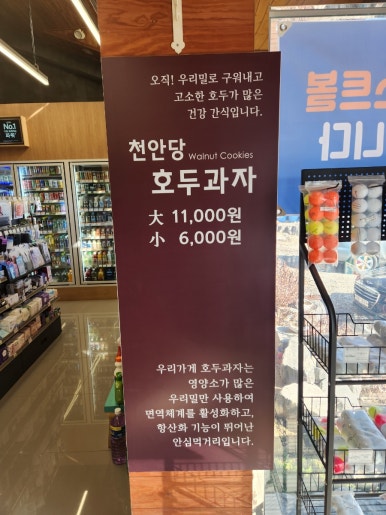 오직! 우리밀로 구워내고
고소한 호두가 많은
건강 간식입니다.
천안당 Walnut Cookies
호두과자
大 11,000원
小 6,000원
우리가게 호두과자는
영양소가 많은
우리밀만 사용하여
면역체계를 활성화하고,
항산화 기능이 뛰어난
안심먹거리입니다.
No.1